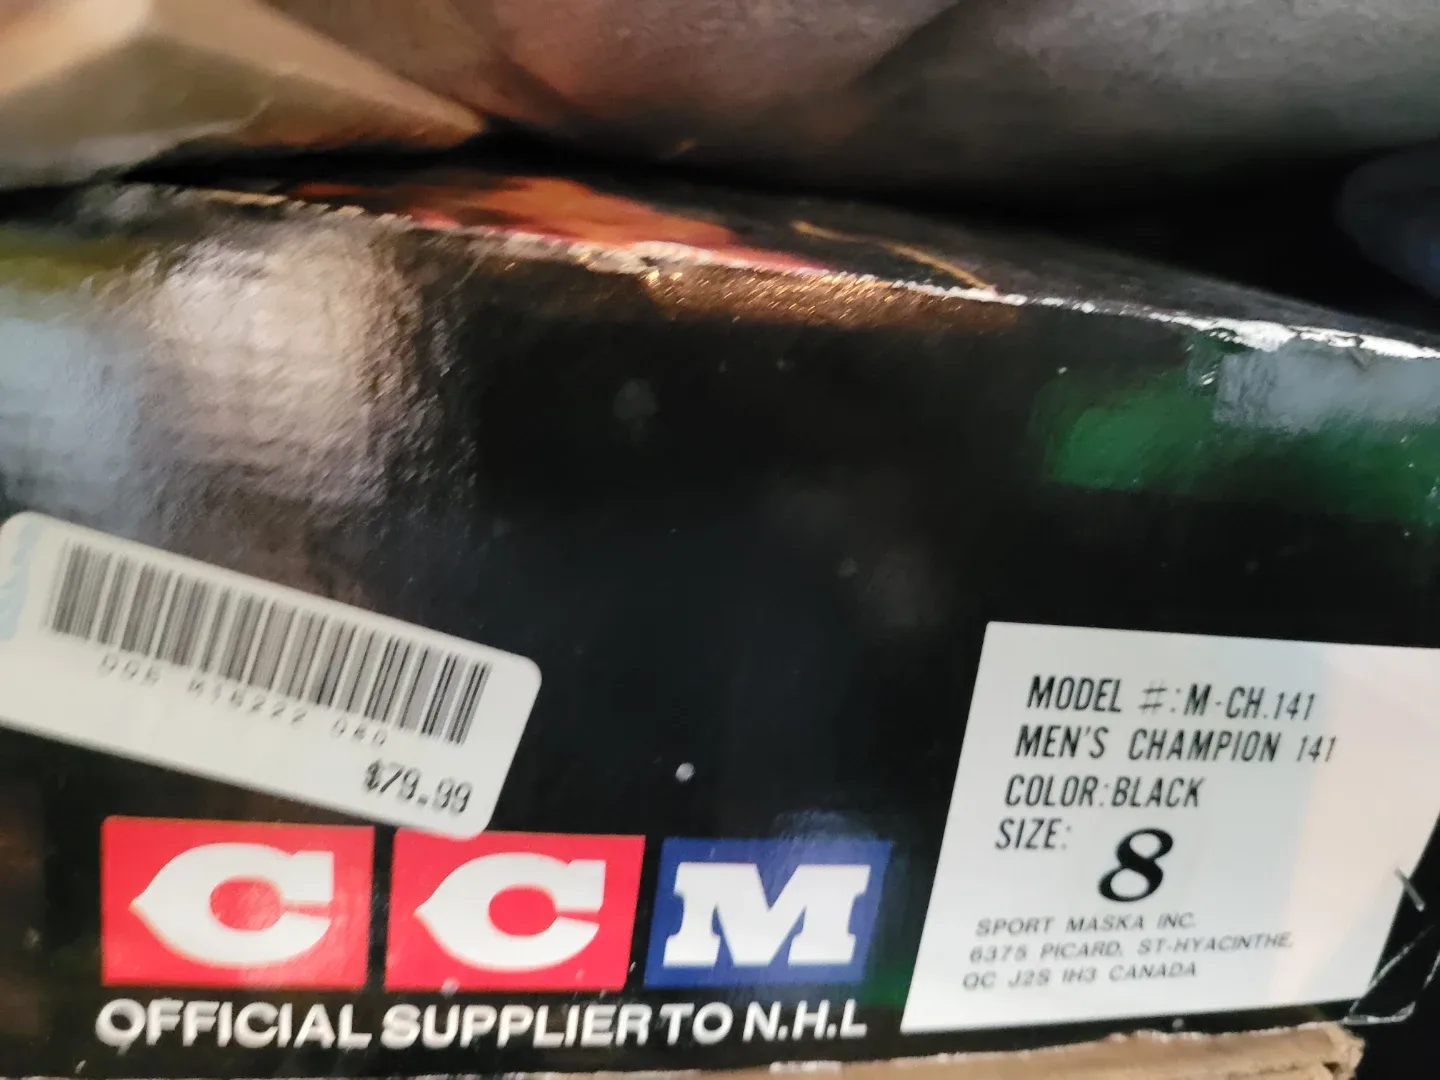 $79.99
CCM
OFFICIAL SUPPLIER TO N.H.L
MODEL #:M-CH.141
MEN'S CHAMPION 141
COLOR:BLACK
SIZE: 8
SPORT MASKA INC.
6375 PICARD, ST-HYACINTHE,
QC J2S 1H3 CANADA